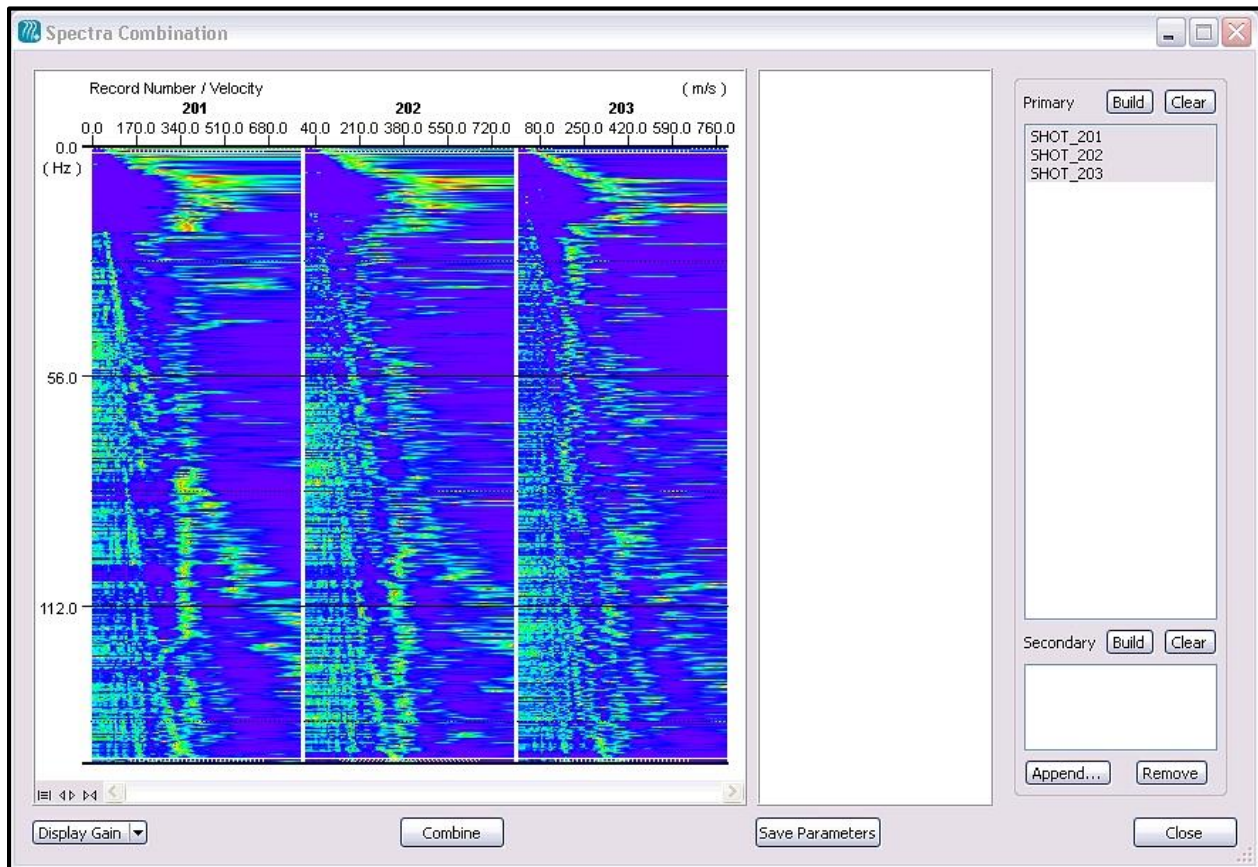 Spectra Combination
Record Number / Velocity (m/s)
201 202 203
0.0 170.0 340.0 510.0 680.0 40.0 210.0 380.0 550.0 720.0 80.0 250.0 420.0 590.0 760.0
0.0
(Hz)
56.0
112.0
Primary Build Clear
SHOT_201
SHOT_202
SHOT_203
Secondary Build Clear
Append... Remove
Display Gain Combine Save Parameters Close